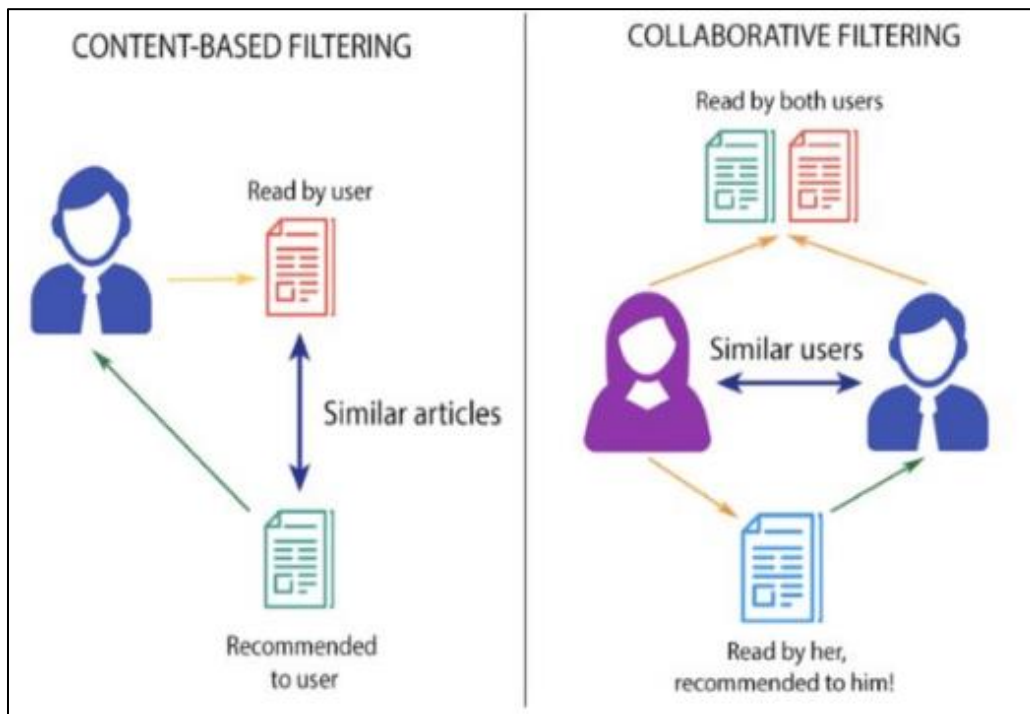 CONTENT-BASED FILTERING
Read by user
Similar articles
Recommended
to user
COLLABORATIVE FILTERING
Read by both users
Similar users
Read by her,
recommended to him!